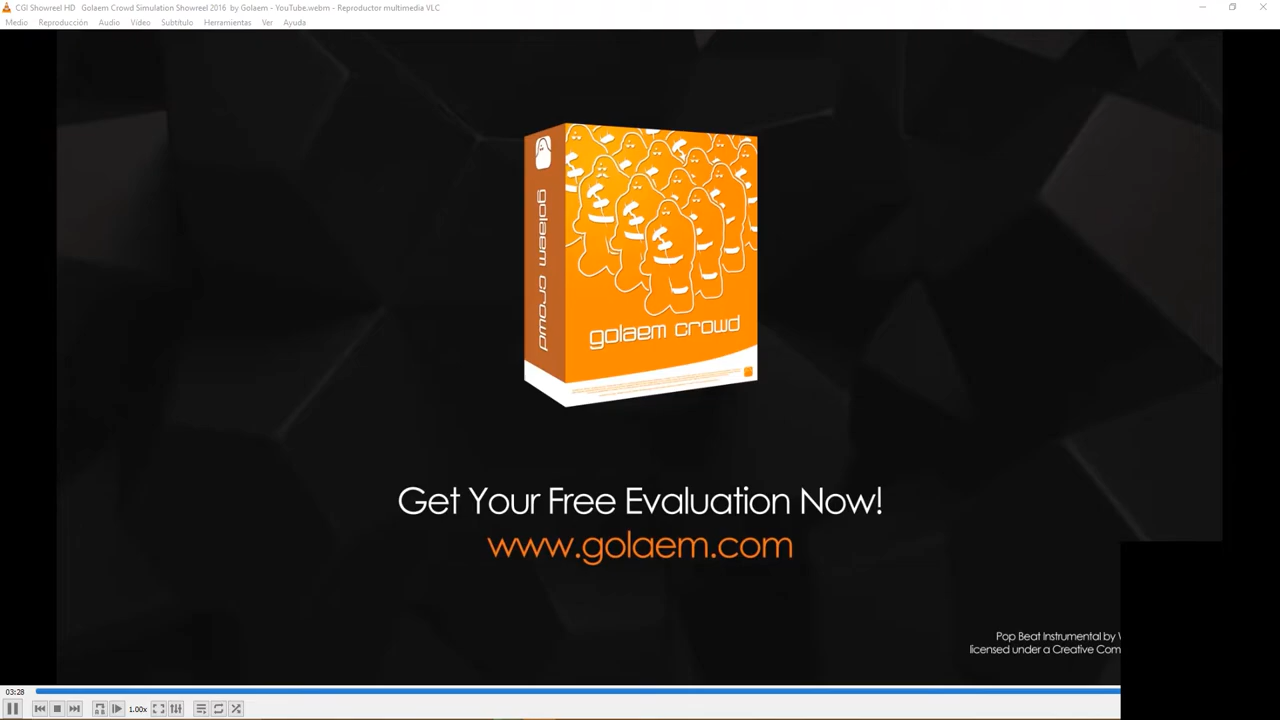 CGI Showreel HD Golaem Crowd Simulation Showreel 2016 by Golaem - YouTube.webm - Reproductor multimedia VLC
Medio Reproducción Audio Vídeo Subtítulo Herramientas Ver Ayuda
golaem crowd
golaem crowd
Get Your Free Evaluation Now!
www.golaem.com
Pop Beat Instrumental by
licensed under a Creative Com
03:28
1.00x